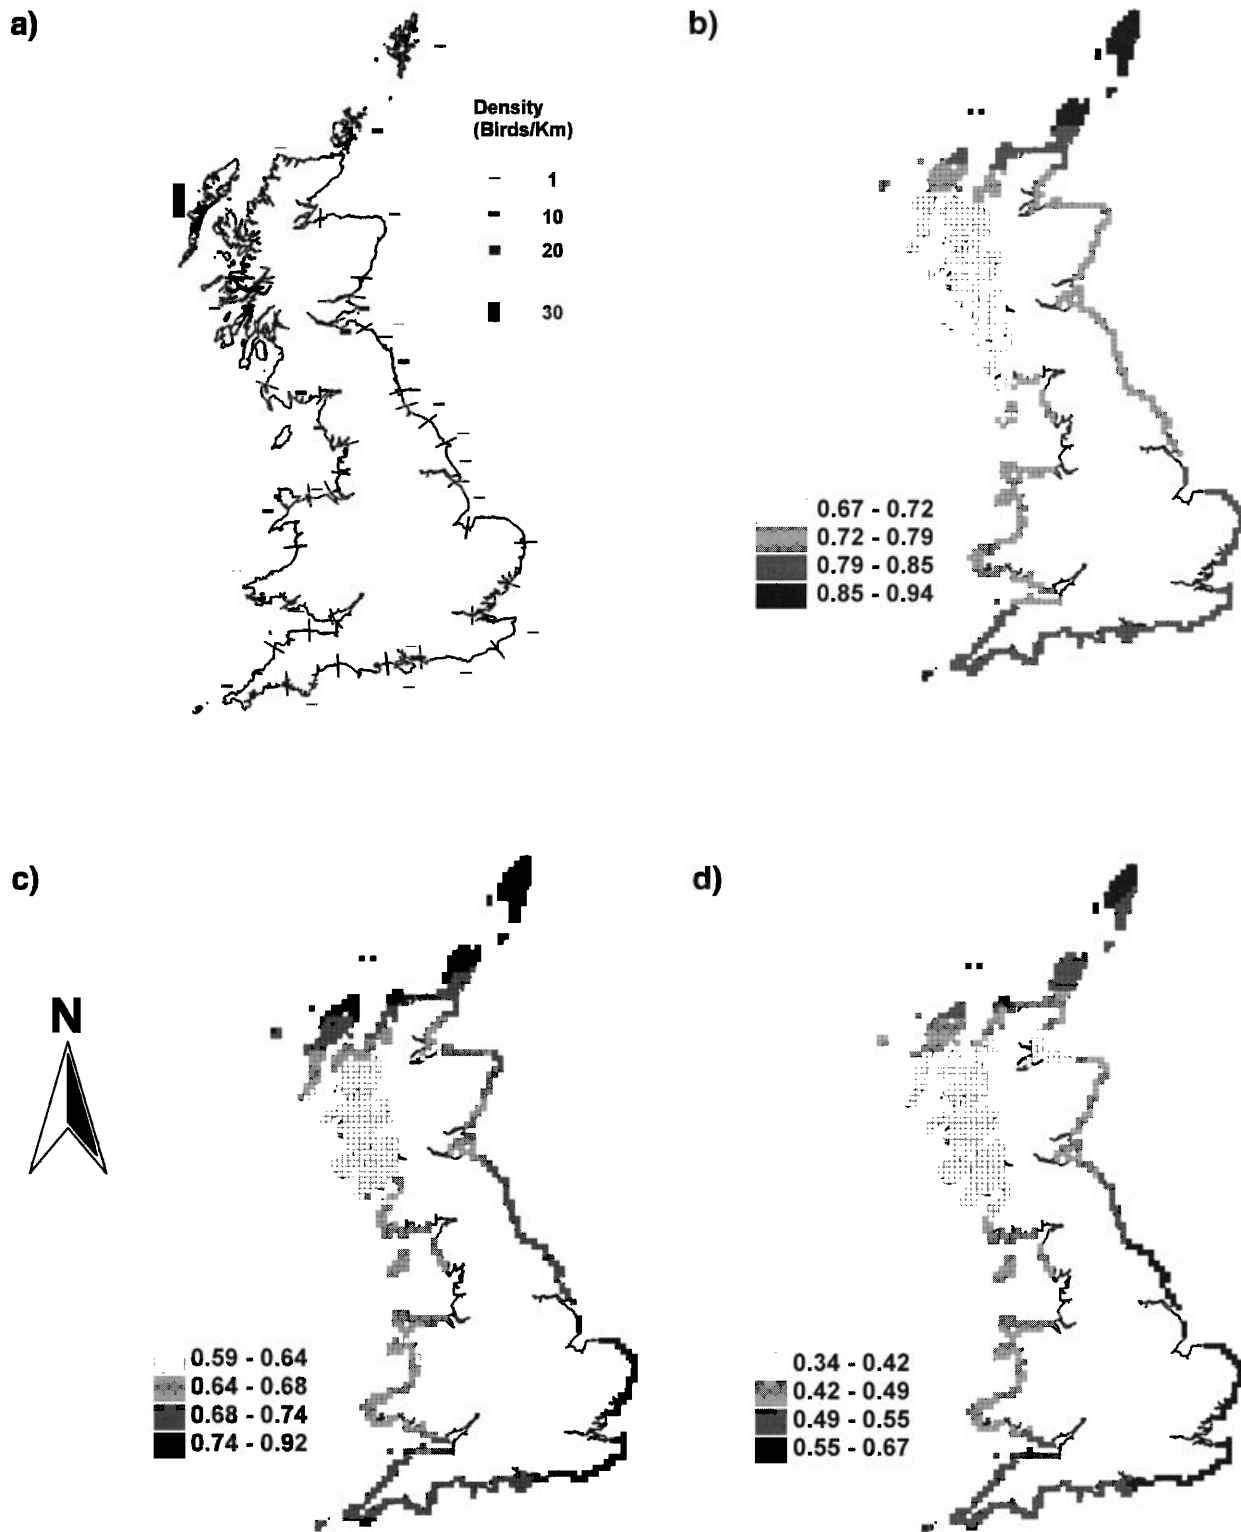 a)
Density
(Birds/Km)
1
10
20
30
b)
0.67 - 0.72
0.72 - 0.79
0.79 - 0.85
0.85 - 0.94
c)
N
0.59 - 0.64
0.64 - 0.68
0.68 - 0.74
0.74 - 0.92
d)
0.34 - 0.42
0.42 - 0.49
0.49 - 0.55
0.55 - 0.67